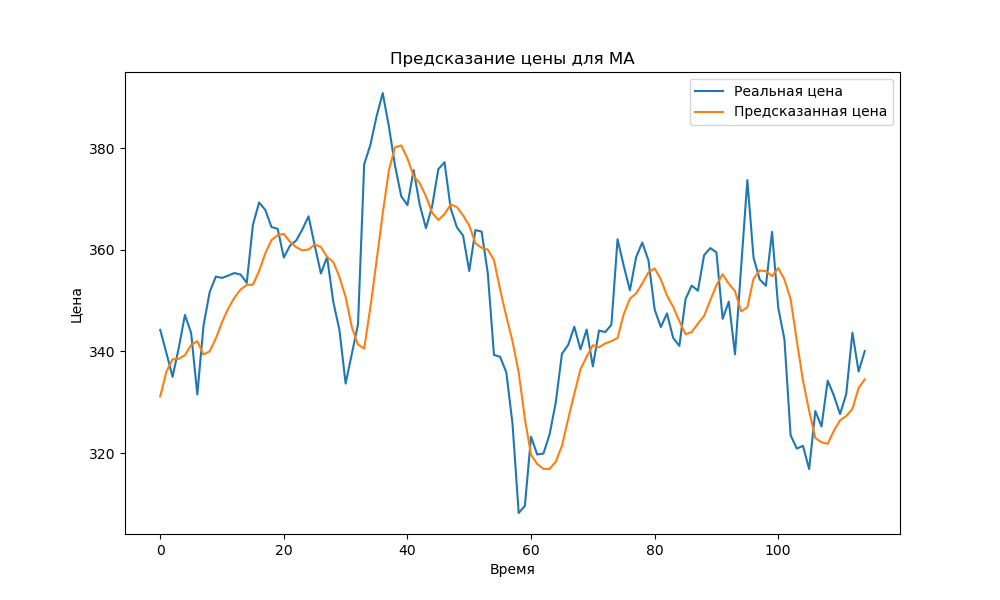 Предсказание цены для MA
Реальная цена
Предсказанная цена
Цена
380
360
340
320
0 20 40 60 80 100
Время